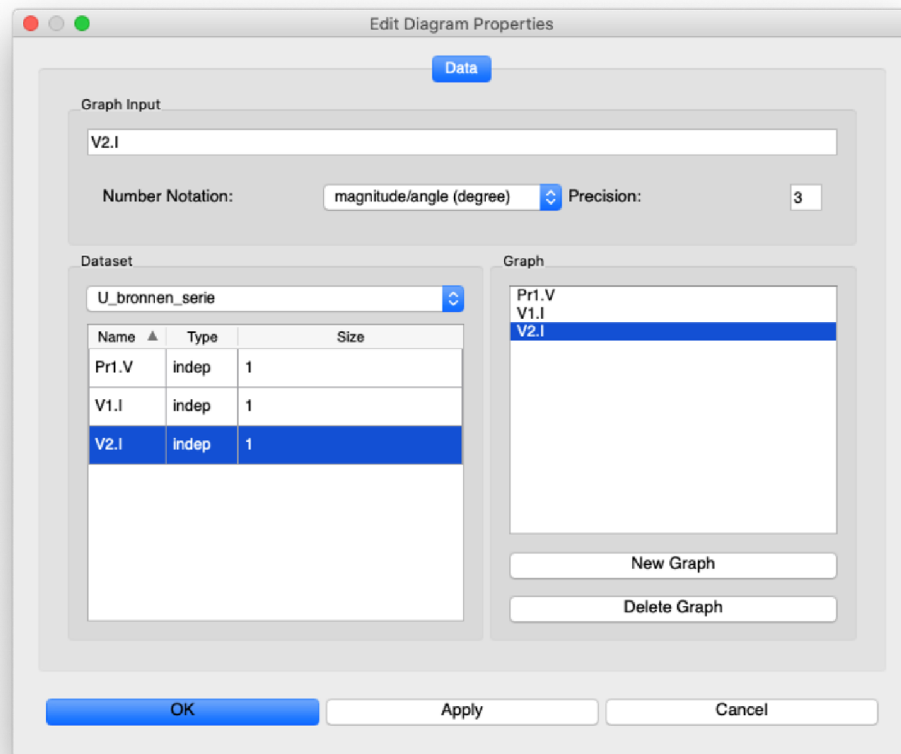 Edit Diagram Properties
Data
Graph Input
V2.I
Number Notation: magnitude/angle (degree) Precision: 3
Dataset
U_bronnen_serie
Name Type Size
Pr1.V indep 1
V1.I indep 1
V2.I indep 1
Graph
Pr1.V
V1.I
V2.I
New Graph
Delete Graph
OK Apply Cancel